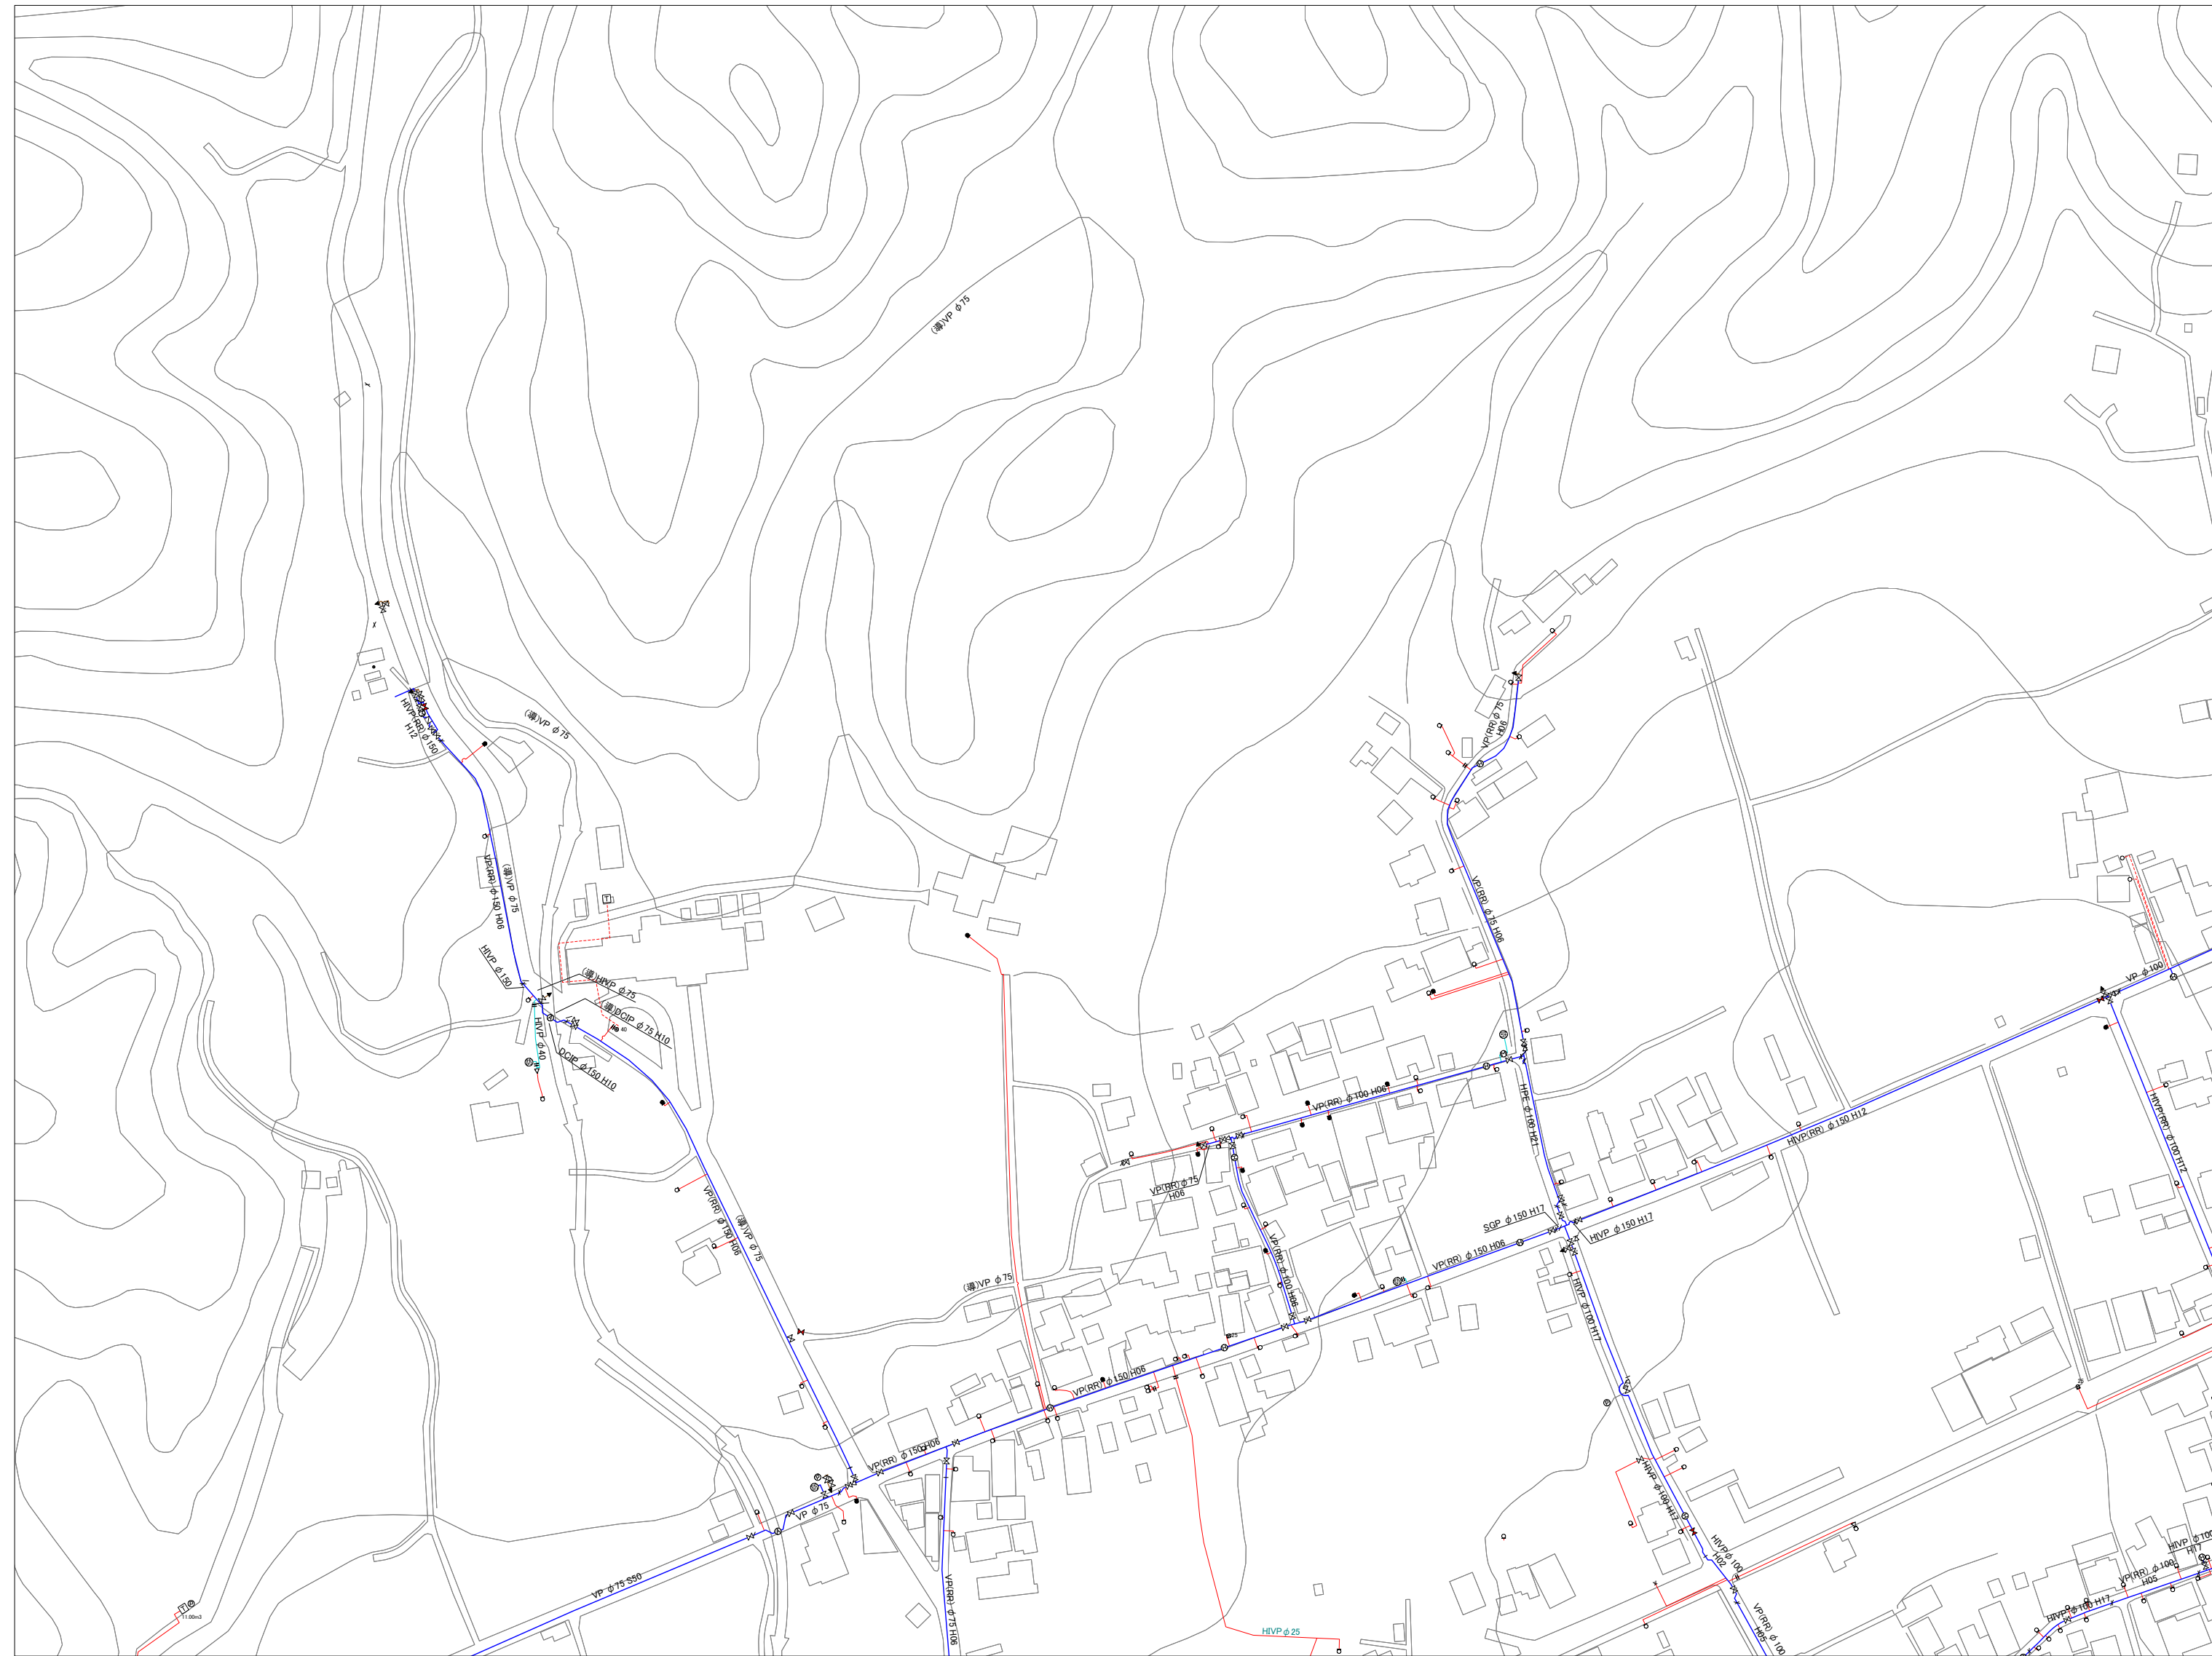 (導)VP φ75
(導)VP φ75
HIVP(RR) φ150
H12
VP(RR) φ75
H06
VP(RR) φ150 H06
(導)VP φ75
HIVP φ150
(導)HIVP φ75
(導)DCIP φ75 H10
40
HIVP φ40
DCIP φ150 H10
VP(RR) φ75 H06
VP φ100
VP(RR) φ100 H06
HPE φ100 H21
HIVP(RR) φ150 H12
HIVP(RR) φ100 H12
VP(RR) φ75
H06
VP(RR) φ150 H06
(導)VP φ75
SGP φ150 H17
HIVP φ150 H17
VP(RR) φ150 H06
VP(RR) φ100 H06
(導)VP φ75
HIVP φ100 H17
25
VP(RR) φ150 H06
25
VP(RR) φ150 H06
VP φ75
HIVP φ100 H17
HIVP φ100
H02
VP φ75 S50
VP(RR) φ75 H06
11.00m3
HIVP φ25
VP(RR) φ100
H05
HIVP φ100 H17
VP(RR) φ100
H05
HIVP φ100
H17